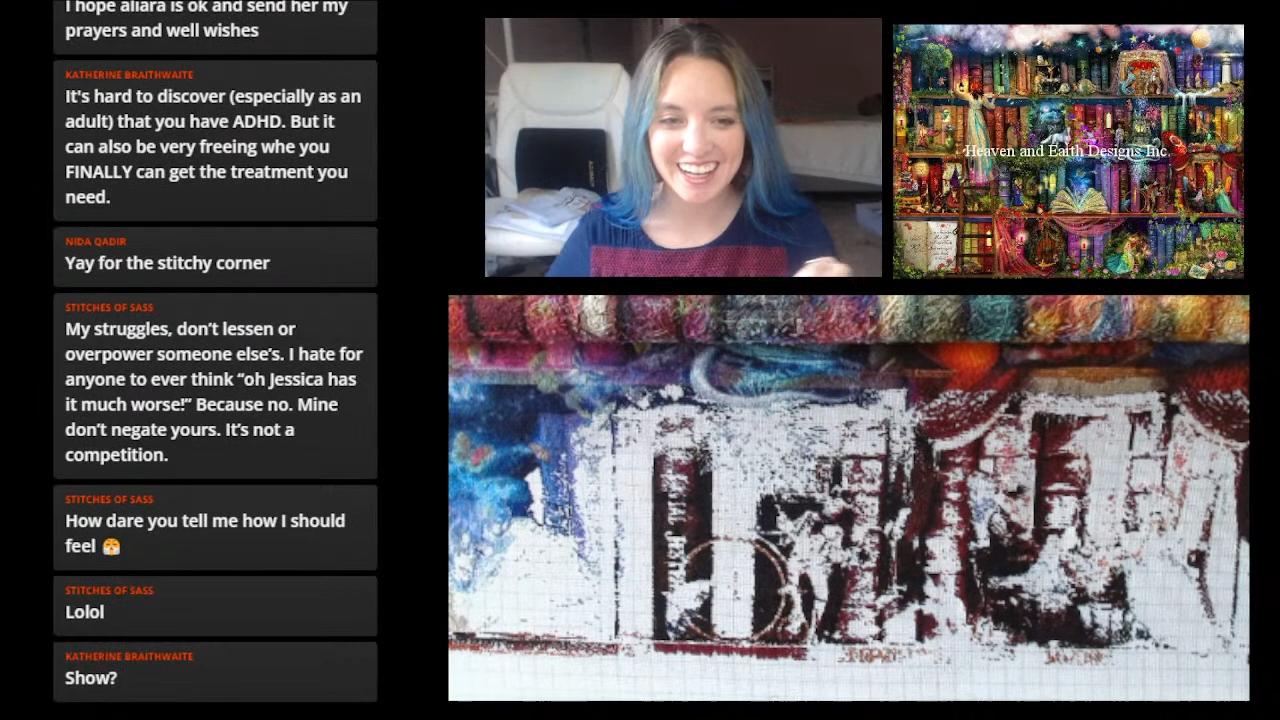 I hope aliara is ok and send her my
prayers and well wishes
KATHERINE BRAITHWAITE
It's hard to discover (especially as an
adult) that you have ADHD. But it
can also be very freeing whe you
FINALLY can get the treatment you
need.
NIDA QADIR
Yay for the stitchy corner
STITCHES OF SASS
My struggles, don’t lessen or
overpower someone else’s. I hate for
anyone to ever think “oh Jessica has
it much worse!” Because no. Mine
don’t negate yours. It’s not a
competition.
STITCHES OF SASS
How dare you tell me how I should
feel 😤
STITCHES OF SASS
Lolol
KATHERINE BRAITHWAITE
Show?
Heaven and Earth Designs Inc.